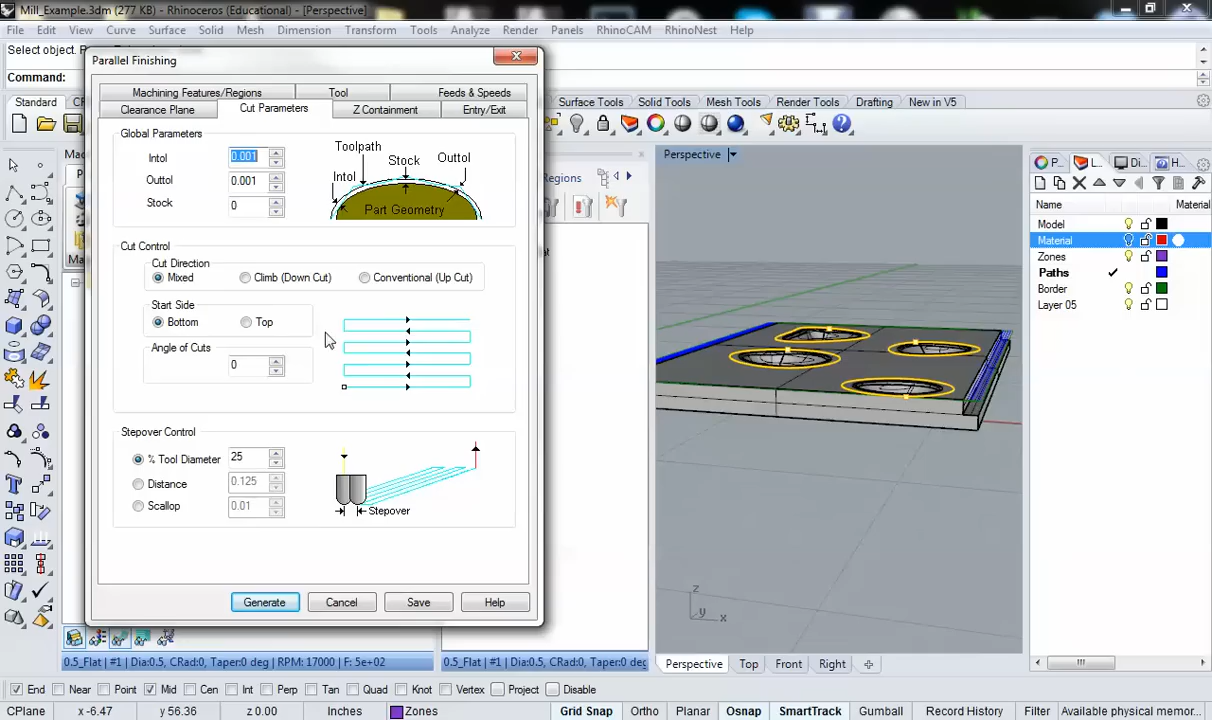 Mill_Example.3dm (277 KB) - Rhinoceros (Educational) - [Perspective]
File Edit View Curve Surface Solid Mesh Dimension Transform Tools Analyze Render Panels RhinoCAM RhinoNest Help
Command:
Parallel Finishing
Machining Features/Regions Tool Feeds & Speeds
Clearance Plane Cut Parameters Z Containment Entry/Exit
Global Parameters
Intol 0.001
Outtol 0.001
Stock 0
Toolpath Stock Outtol
Intol
Part Geometry
Cut Control
Cut Direction
Mixed Climb (Down Cut) Conventional (Up Cut)
Start Side
Bottom Top
Angle of Cuts
0
Stepover Control
% Tool Diameter 25
Distance 0.125
Scallop 0.01
Stepover
Generate Cancel Save Help
Standard
Surface Tools Solid Tools Mesh Tools Render Tools Drafting New in V5
Perspective
Name Material
Model
Material
Zones
Paths
Border
Layer 05
z
y x
0.5_Flat | #1 | Dia:0.5, CRad:0, Taper:0 deg | RPM: 17000 | F: 5e+02
0.5_Flat | #1 | Dia:0.5, CRad:0, Taper:0 deg
Perspective Top Front Right
End Near Point Mid Cen Int Perp Tan Quad Knot Vertex Project Disable
CPlane x -6.47 y 56.36 z 0.00 Inches Zones Grid Snap Ortho Planar Osnap SmartTrack Gumball Record History Filter Available physical memor...